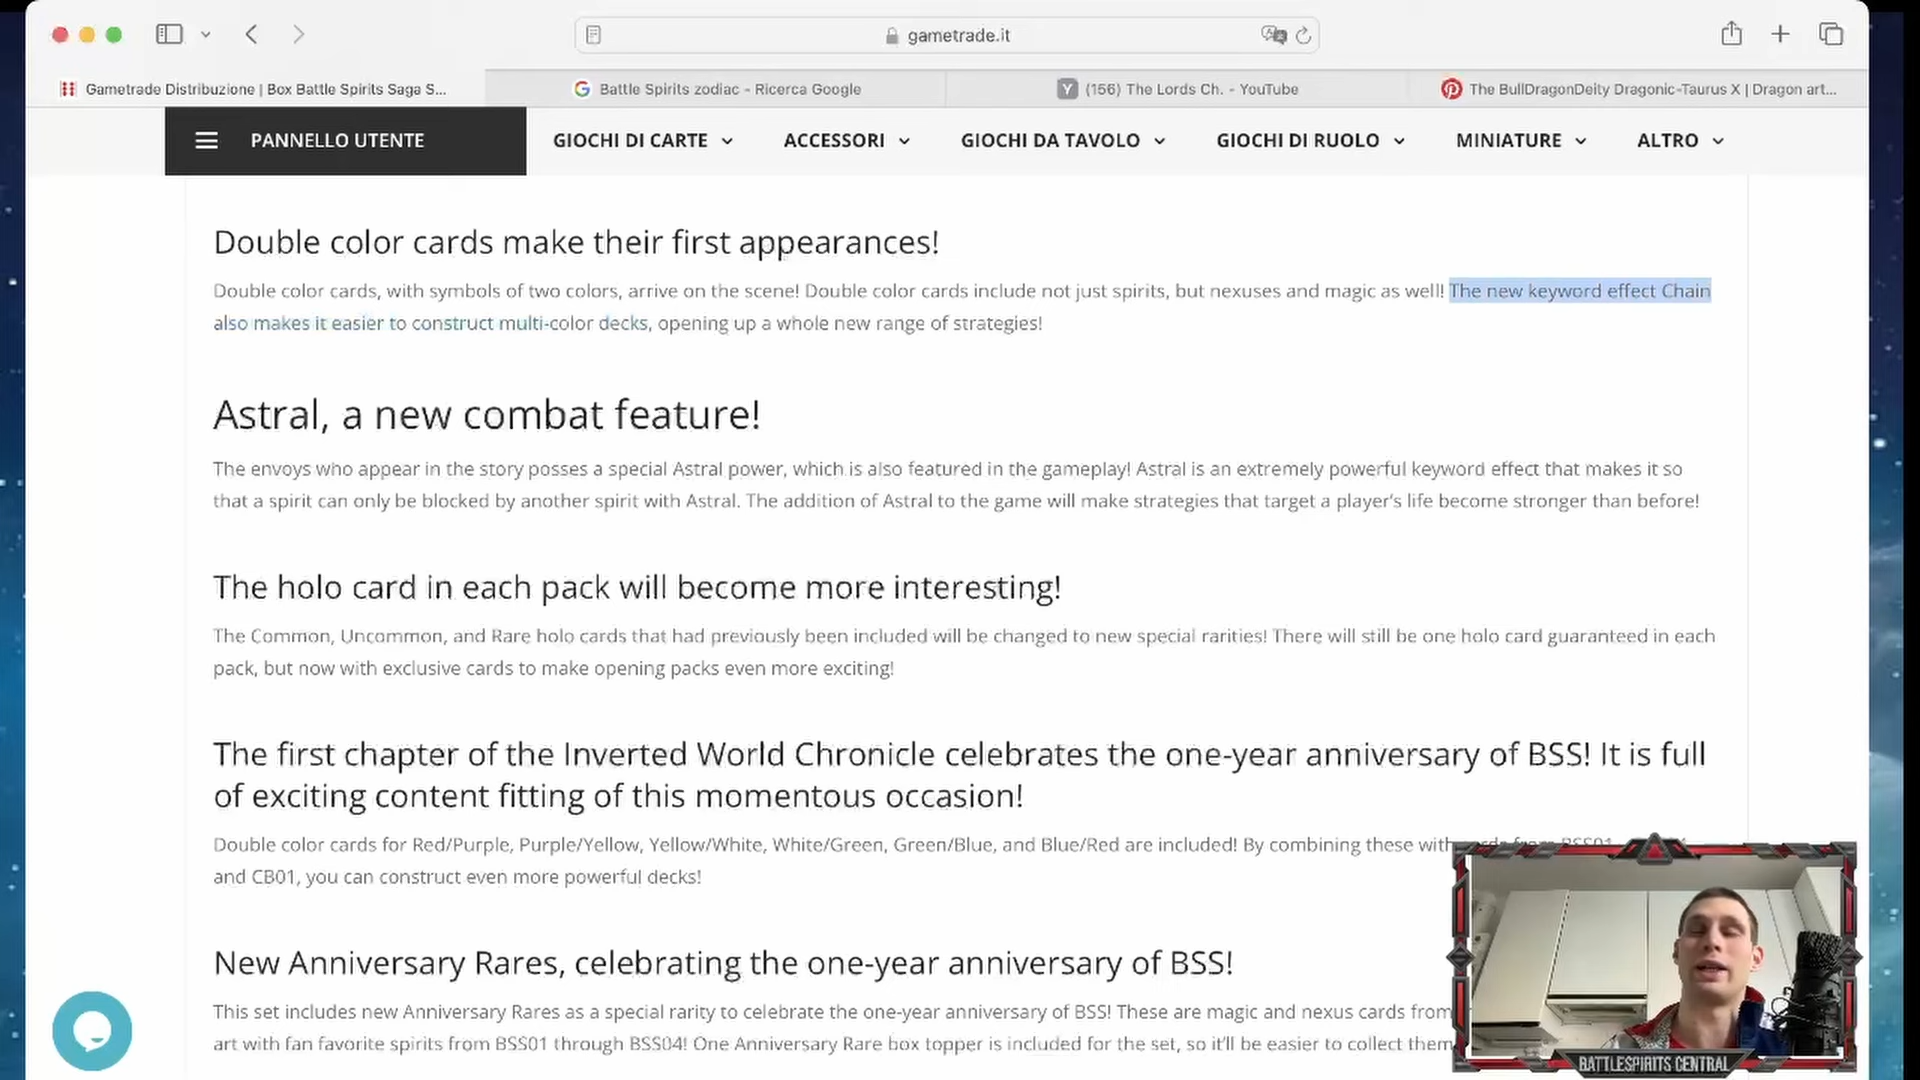 gametrade.it
Gametrade Distribuzione | Box Battle Spirits Saga S...
Battle Spirits zodiac - Ricerca Google
(156) The Lords Ch. - YouTube
The BullDragonDeity Dragonic-Taurus X | Dragon art...
PANNELLO UTENTE
GIOCHI DI CARTE
ACCESSORI
GIOCHI DA TAVOLO
GIOCHI DI RUOLO
MINIATURE
ALTRO
Double color cards make their first appearances!
Double color cards, with symbols of two colors, arrive on the scene! Double color cards include not just spirits, but nexuses and magic as well! The new keyword effect Chain
also makes it easier to construct multi-color decks, opening up a whole new range of strategies!
Astral, a new combat feature!
The envoys who appear in the story posses a special Astral power, which is also featured in the gameplay! Astral is an extremely powerful keyword effect that makes it so
that a spirit can only be blocked by another spirit with Astral. The addition of Astral to the game will make strategies that target a player's life become stronger than before!
The holo card in each pack will become more interesting!
The Common, Uncommon, and Rare holo cards that had previously been included will be changed to new special rarities! There will still be one holo card guaranteed in each
pack, but now with exclusive cards to make opening packs even more exciting!
The first chapter of the Inverted World Chronicle celebrates the one-year anniversary of BSS! It is full
of exciting content fitting of this momentous occasion!
Double color cards for Red/Purple, Purple/Yellow, Yellow/White, White/Green, Green/Blue, and Blue/Red are included! By combining these with
and CB01, you can construct even more powerful decks!
New Anniversary Rares, celebrating the one-year anniversary of BSS!
This set includes new Anniversary Rares as a special rarity to celebrate the one-year anniversary of BSS! These are magic and nexus cards from
art with fan favorite spirits from BSS01 through BSS04! One Anniversary Rare box topper is included for the set, so it'll be easier to collect them
BATTLESPIRITS CENTRAL